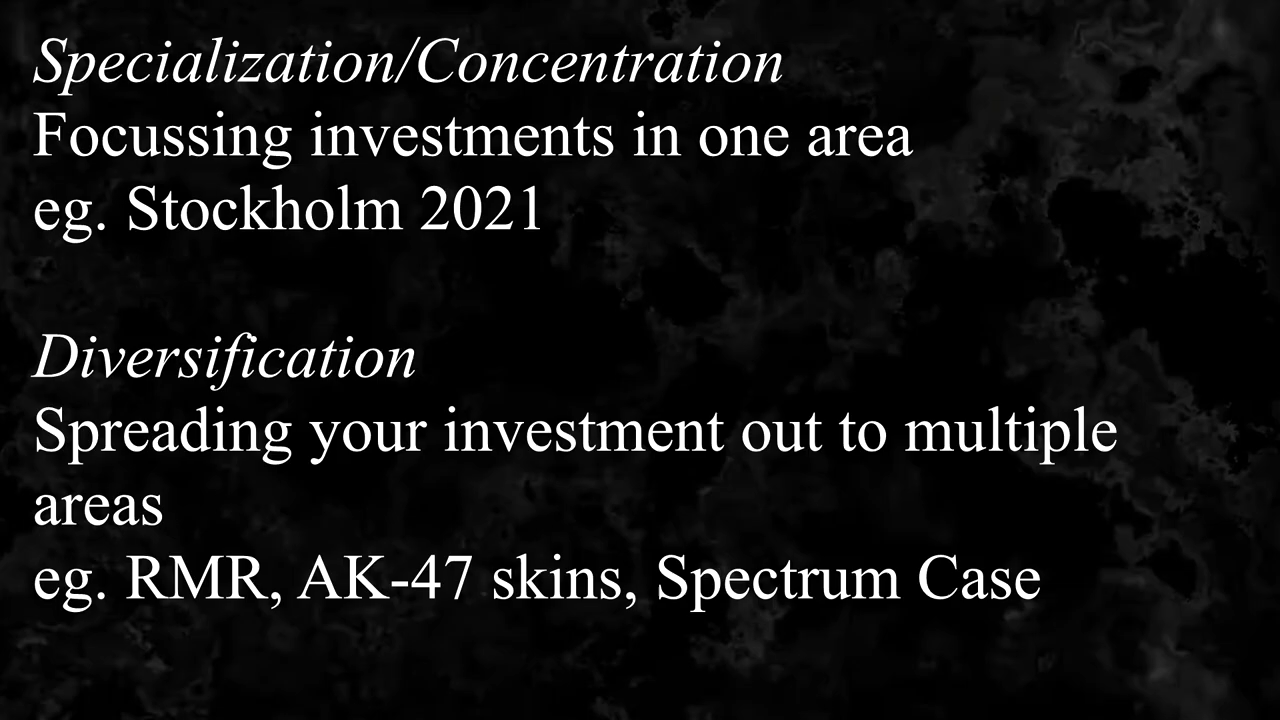 Specialization/Concentration
Focussing investments in one area
eg. Stockholm 2021
Diversification
Spreading your investment out to multiple
areas
eg. RMR, AK-47 skins, Spectrum Case